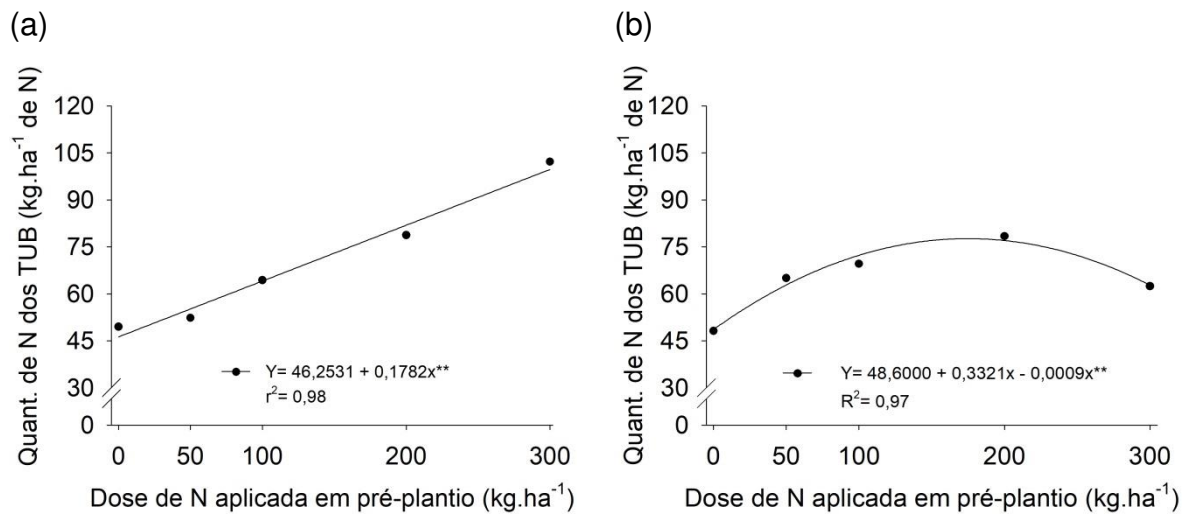 (a)
Quant. de N dos TUB (kg.ha⁻¹ de N)
120
105
90
75
60
45
30
0
Y= 46,2531 + 0,1782x**
r²= 0,98
0 50 100 200 300
Dose de N aplicada em pré-plantio (kg.ha⁻¹)
(b)
Quant. de N dos TUB (kg.ha⁻¹ de N)
120
105
90
75
60
45
30
0
Y= 48,6000 + 0,3321x - 0,0009x**
R²= 0,97
0 50 100 200 300
Dose de N aplicada em pré-plantio (kg.ha⁻¹)